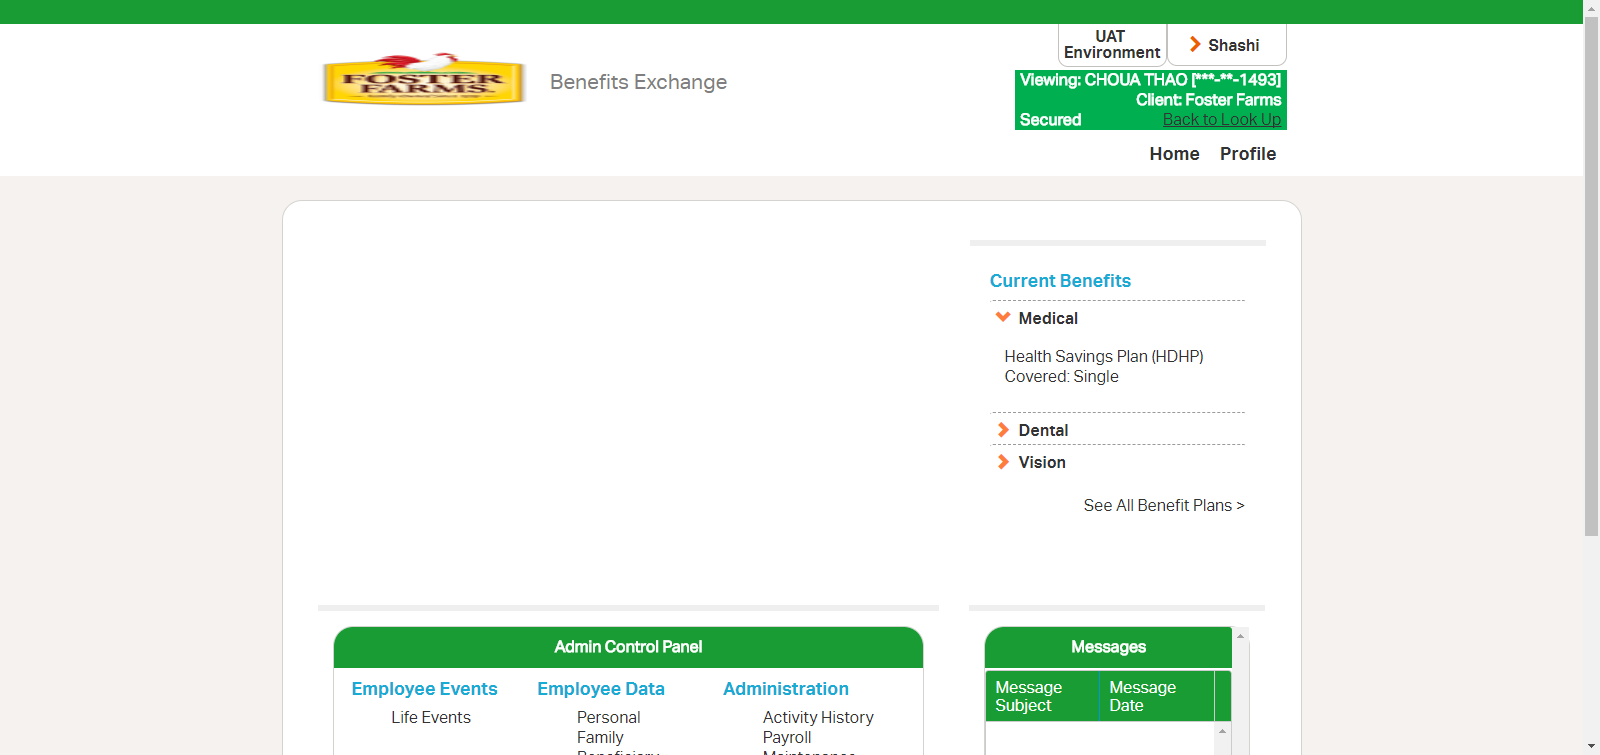 FOSTER
FARMS
Benefits Exchange
UAT
Environment
Shashi
Viewing: CHOUA THAO [***-**-1493]
Client: Foster Farms
Secured
Back to Look Up
Home
Profile
Current Benefits
Medical
Health Savings Plan (HDHP)
Covered: Single
Dental
Vision
See All Benefit Plans >
Admin Control Panel
Employee Events
Life Events
Employee Data
Personal
Family
Beneficiary
Administration
Activity History
Payroll
Maintenance
Messages
Message
Subject
Message
Date